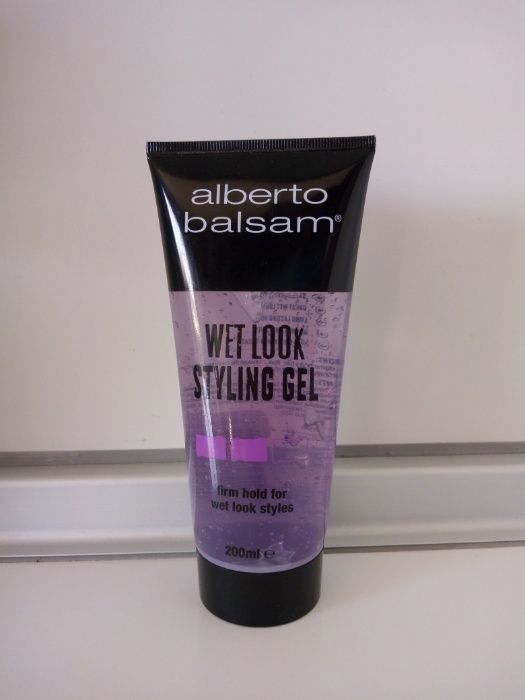 alberto
balsam®
WET LOOK
STYLING GEL
firm hold for
wet look styles
200ml ℮